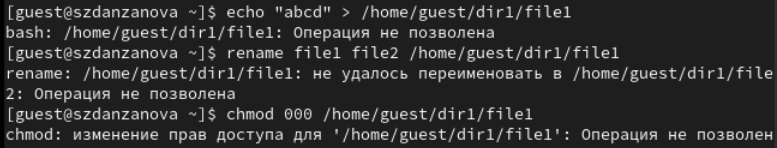 [guest@szdanzanova ~]$ echo "abcd" > /home/guest/dir1/file1
bash: /home/guest/dir1/file1: Операция не позволена
[guest@szdanzanova ~]$ rename file1 file2 /home/guest/dir1/file1
rename: /home/guest/dir1/file1: не удалось переименовать в /home/guest/dir1/file
2: Операция не позволена
[guest@szdanzanova ~]$ chmod 000 /home/guest/dir1/file1
chmod: изменение прав доступа для '/home/guest/dir1/file1': Операция не позволен